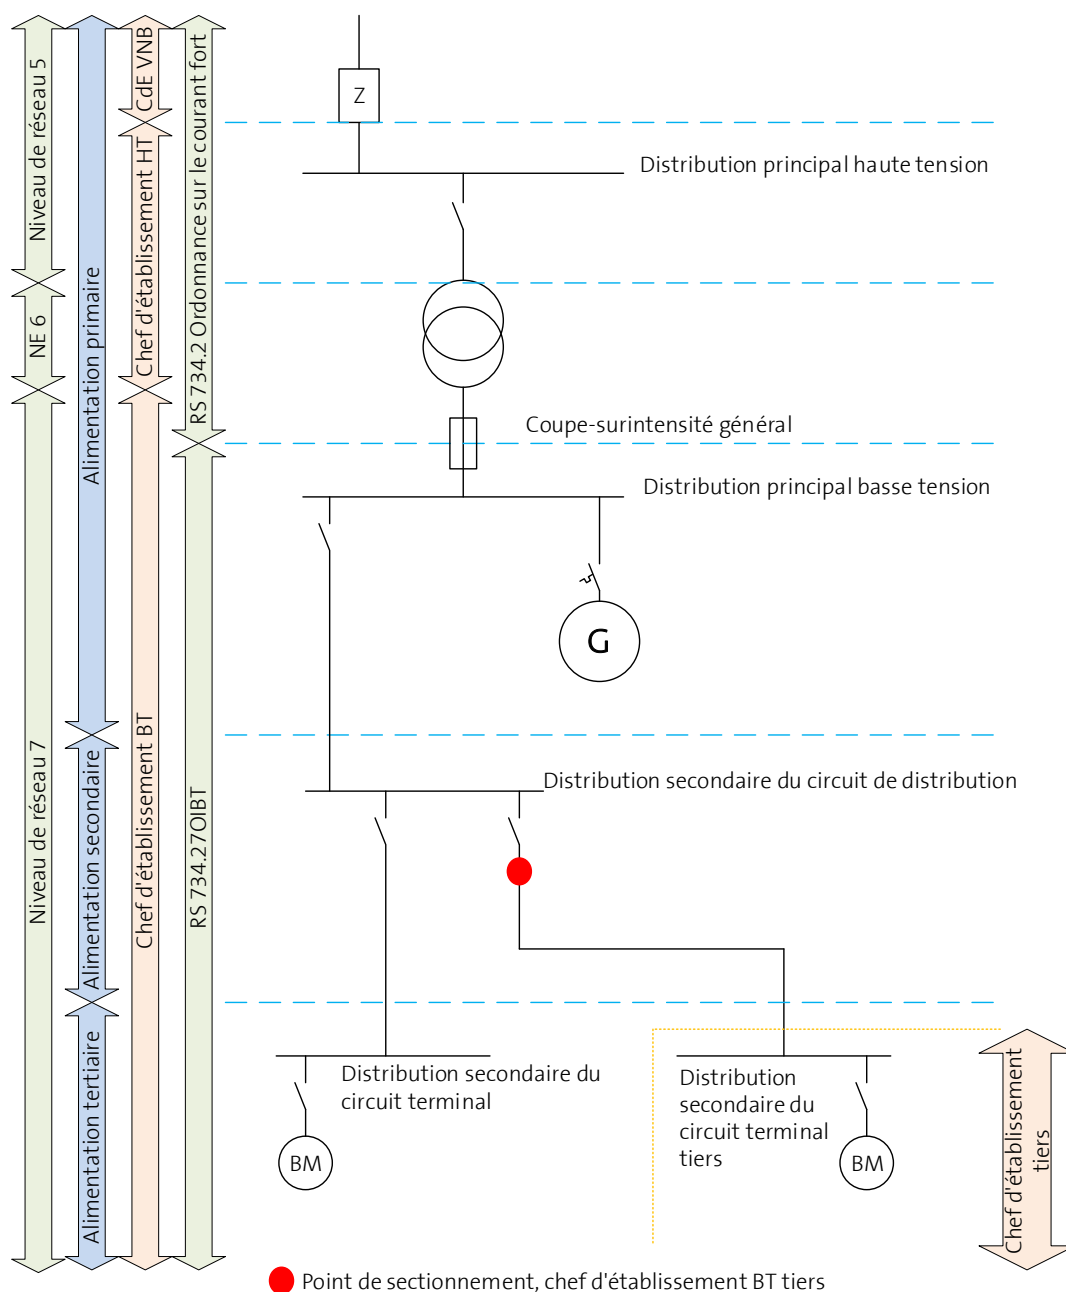 Niveau de réseau 5
NE 6
Niveau de réseau 7
Alimentation primaire
Alimentation secondaire
Alimentation tertiaire
CdE VNB
Chef d'établissement HT
Chef d'établissement BT
RS 734.2 Ordonnance sur le courant fort
RS 734.27OIBT
Z
Distribution principal haute tension
Coupe-surintensité général
Distribution principal basse tension
G
Distribution secondaire du circuit de distribution
Distribution secondaire du
circuit terminal
BM
Distribution
secondaire du
circuit terminal
tiers
BM
Chef d'établissement
tiers
Point de sectionnement, chef d'établissement BT tiers